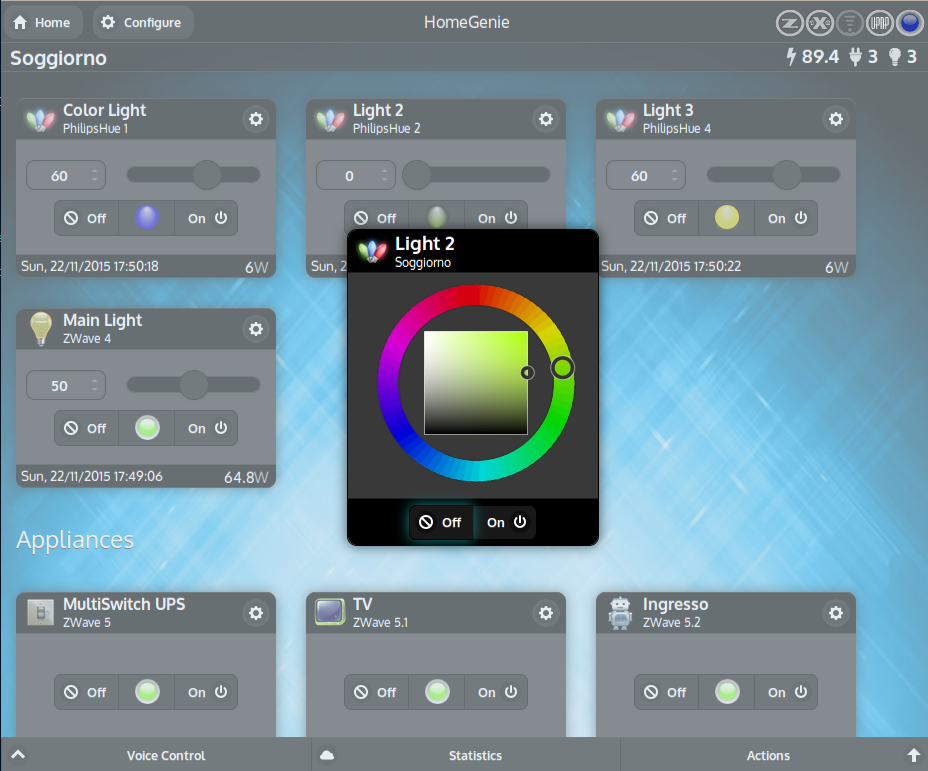 Home
Configure
HomeGenie
Z
X
UPnP
Soggiorno
89.4
3
3
Color Light
PhilipsHue 1
60
Off
On
Sun, 22/11/2015 17:50:18
6W
Light 2
PhilipsHue 2
0
Off
On
Sun, 2
Light 3
PhilipsHue 4
60
Off
On
Sun, 22/11/2015 17:50:22
6W
Light 2
Soggiorno
Off
On
Main Light
ZWave 4
50
Off
On
Sun, 22/11/2015 17:49:06
64.8W
Appliances
MultiSwitch UPS
ZWave 5
Off
On
TV
ZWave 5.1
Off
On
Ingresso
ZWave 5.2
Off
On
Voice Control
Statistics
Actions